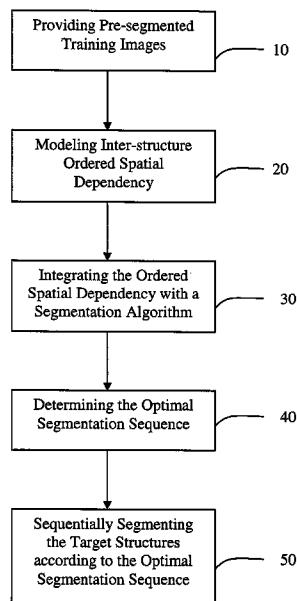 Providing Pre-segmented
Training Images
10
Modeling Inter-structure
Ordered Spatial
Dependency
20
Integrating the Ordered
Spatial Dependency with a
Segmentation Algorithm
30
Determining the Optimal
Segmentation Sequence
40
Sequentially Segmenting
the Target Structures
according to the Optimal
Segmentation Sequence
50